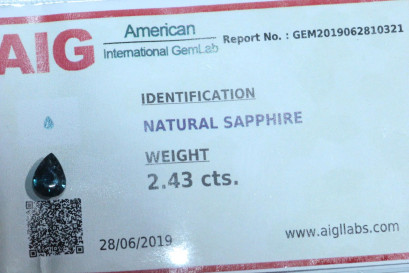 AIG
American
International GemLab
Report No. : GEM2019062810321
IDENTIFICATION
NATURAL SAPPHIRE
WEIGHT
2.43 cts.
28/06/2019
www.aigllabs.com